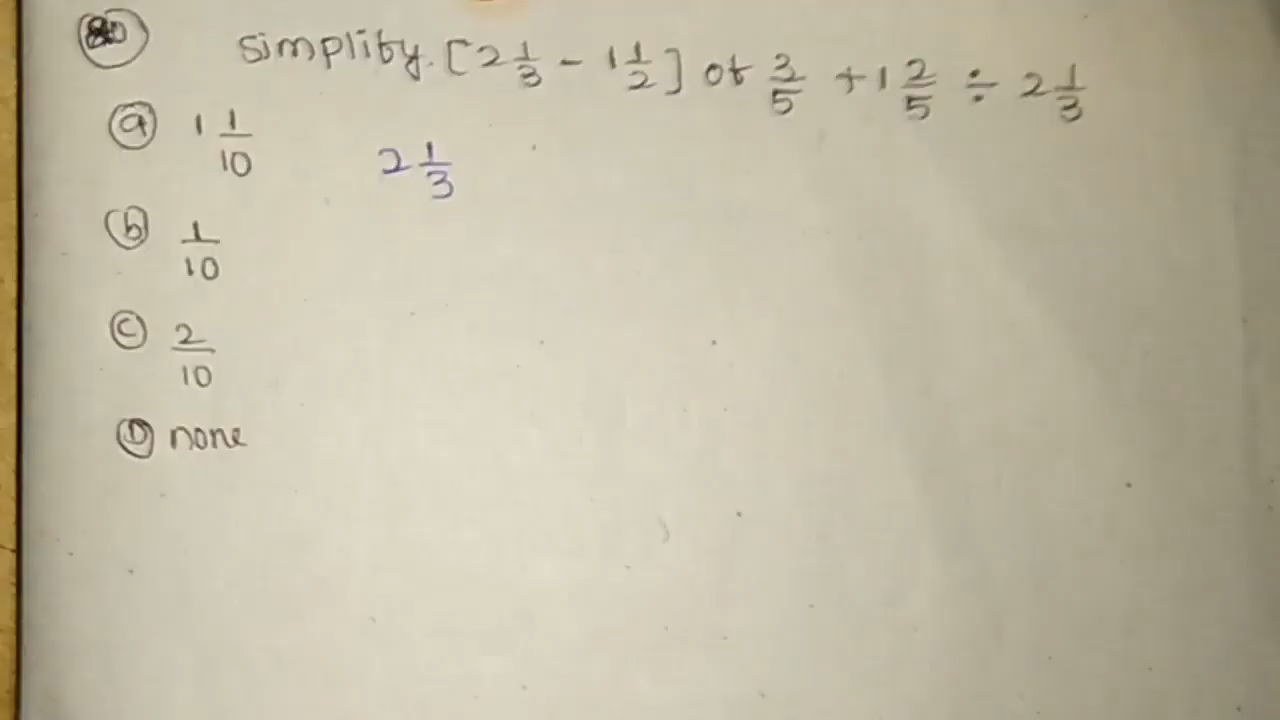 80 simplify. [2 1/3 - 1 1/2] of 3/5 + 1 2/5 ÷ 2 1/3
a 1 1/10
2 1/3
b 1/10
c 2/10
D none